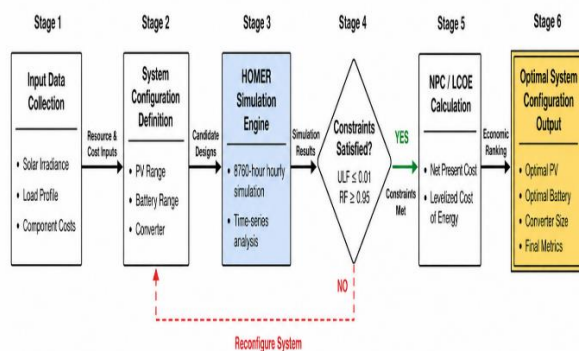 Stage 1
Stage 2
Stage 3
Stage 4
Stage 5
Stage 6
Input Data
Collection
• Solar Irradiance
• Load Profile
• Component Costs
Resource &
Cost Inputs
System
Configuration
Definition
• PV Range
• Battery Range
• Converter
Candidate
Designs
HOMER
Simulation
Engine
• 8760-hour hourly
simulation
• Time-series
analysis
Simulation
Results
Constraints
Satisfied?
ULF ≤ 0.01
RF ≥ 0.95
YES
Constraints
Met
NO
Reconfigure System
NPC / LCOE
Calculation
• Net Present Cost
• Levelized Cost
of Energy
Economic
Ranking
Optimal System
Configuration
Output
• Optimal PV
• Optimal Battery
• Converter Size
• Final Metrics